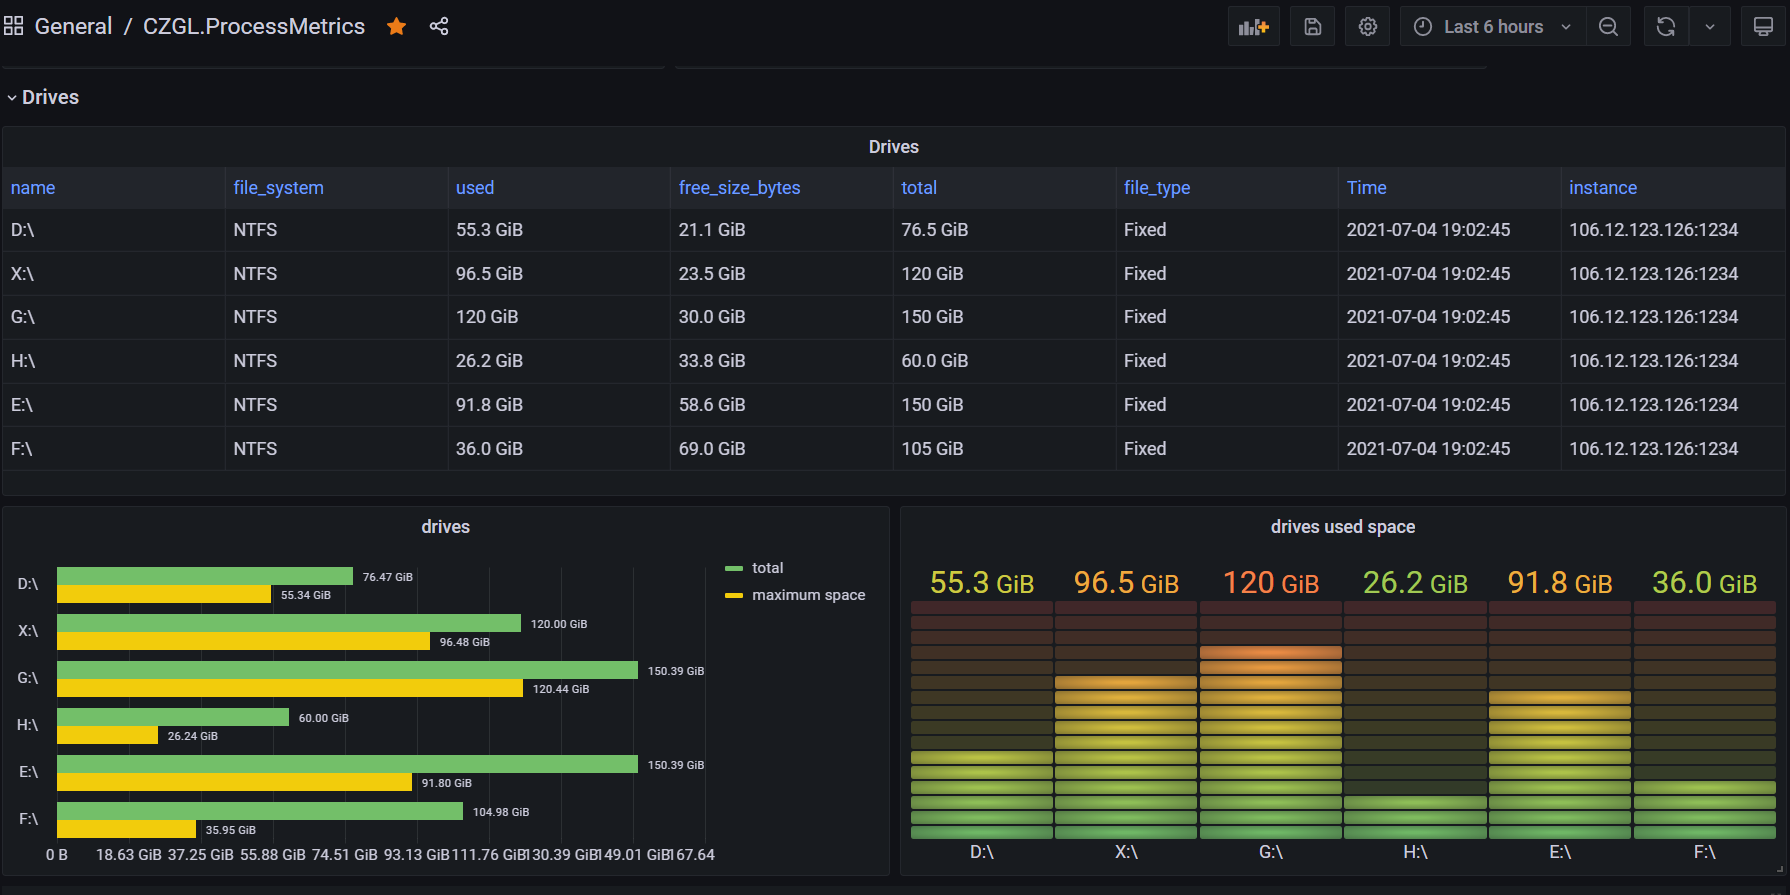 General / CZGL.ProcessMetrics
Last 6 hours
Drives
Drives
name file_system used free_size_bytes total file_type Time instance
D:\ NTFS 55.3 GiB 21.1 GiB 76.5 GiB Fixed 2021-07-04 19:02:45 106.12.123.126:1234
X:\ NTFS 96.5 GiB 23.5 GiB 120 GiB Fixed 2021-07-04 19:02:45 106.12.123.126:1234
G:\ NTFS 120 GiB 30.0 GiB 150 GiB Fixed 2021-07-04 19:02:45 106.12.123.126:1234
H:\ NTFS 26.2 GiB 33.8 GiB 60.0 GiB Fixed 2021-07-04 19:02:45 106.12.123.126:1234
E:\ NTFS 91.8 GiB 58.6 GiB 150 GiB Fixed 2021-07-04 19:02:45 106.12.123.126:1234
F:\ NTFS 36.0 GiB 69.0 GiB 105 GiB Fixed 2021-07-04 19:02:45 106.12.123.126:1234
drives
total
maximum space
D:\ 76.47 GiB
55.34 GiB
X:\ 120.00 GiB
96.48 GiB
G:\ 150.39 GiB
120.44 GiB
H:\ 60.00 GiB
26.24 GiB
E:\ 150.39 GiB
91.80 GiB
F:\ 104.98 GiB
35.95 GiB
0 B 18.63 GiB 37.25 GiB 55.88 GiB 74.51 GiB 93.13 GiB 111.76 GiB 130.39 GiB 149.01 GiB 167.64
drives used space
55.3 GiB 96.5 GiB 120 GiB 26.2 GiB 91.8 GiB 36.0 GiB
D:\ X:\ G:\ H:\ E:\ F:\